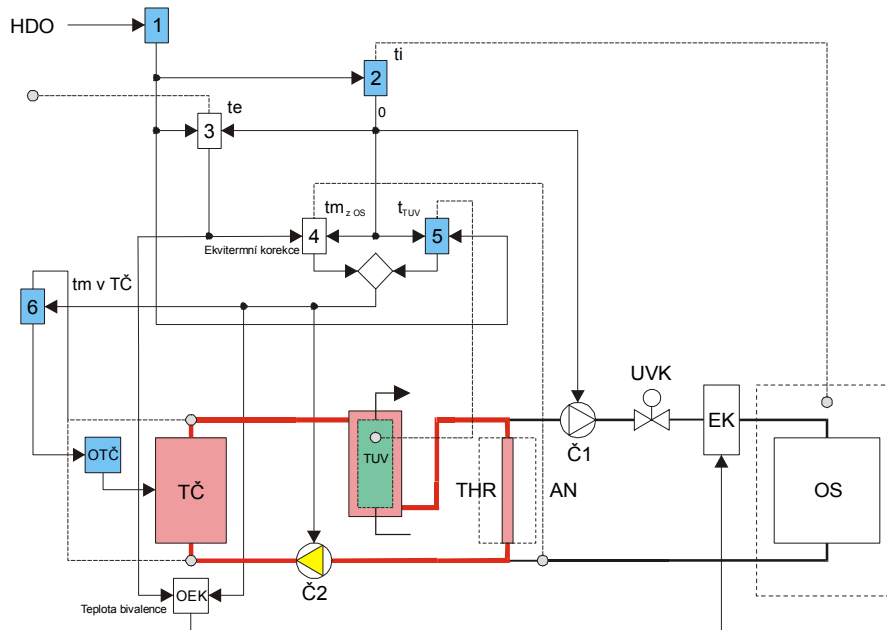 HDO
1
ti
2
0
te
3
tm z OS
t TUV
4
5
Ekvitermní korekce
tm v TČ
6
UVK
EK
Č1
OTČ
TČ
TUV
THR
AN
OS
Č2
OEK
Teplota bivalence